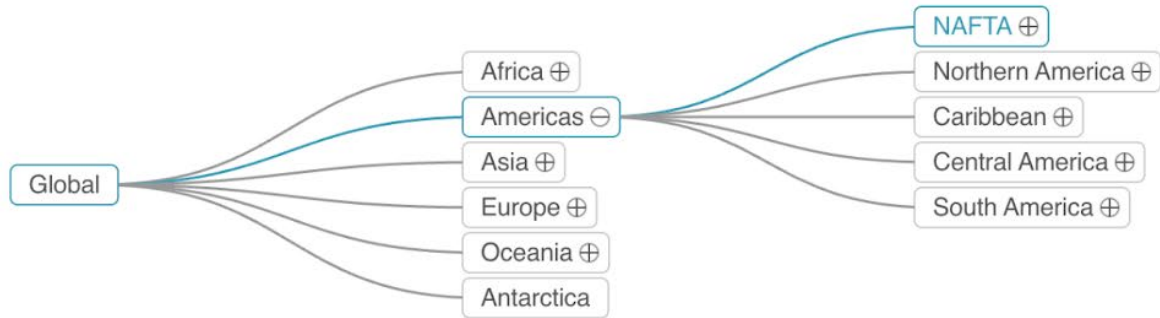 Global
Africa
Americas
Asia
Europe
Oceania
Antarctica
NAFTA
Northern America
Caribbean
Central America
South America